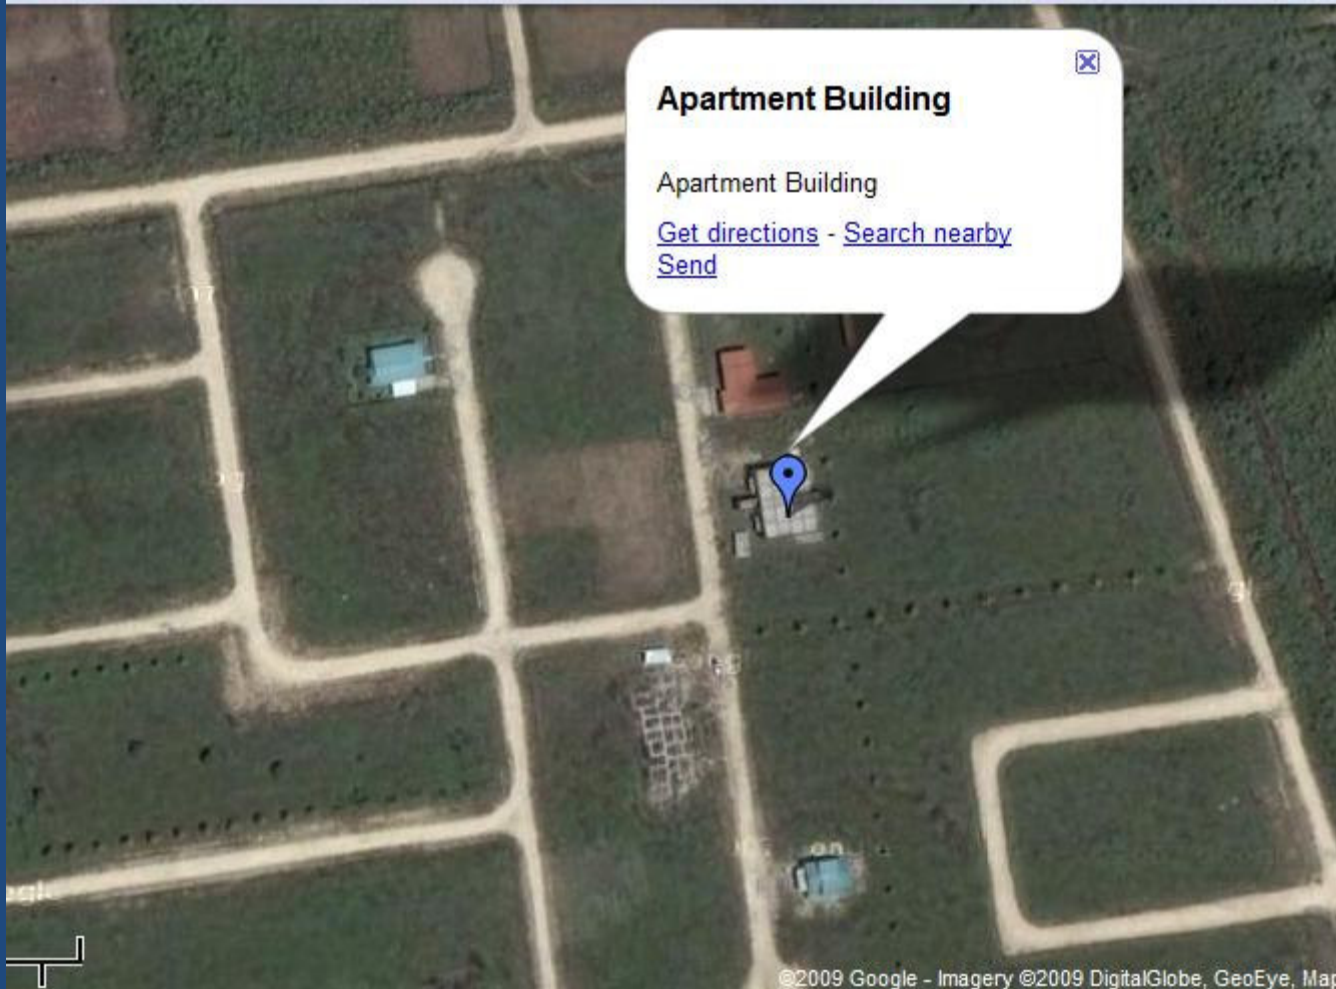 Apartment Building
Apartment Building
Get directions - Search nearby
Send
©2009 Google - Imagery ©2009 DigitalGlobe, GeoEye, Map